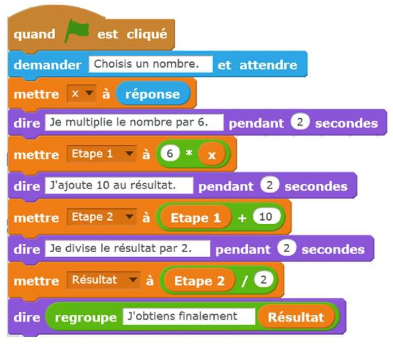 quand est cliqué
demander Choisis un nombre. et attendre
mettre x à réponse
dire Je multiplie le nombre par 6. pendant 2 secondes
mettre Etape 1 à 6 * x
dire J'ajoute 10 au résultat. pendant 2 secondes
mettre Etape 2 à Etape 1 + 10
dire Je divise le résultat par 2. pendant 2 secondes
mettre Résultat à Etape 2 / 2
dire regroupe J'obtiens finalement Résultat